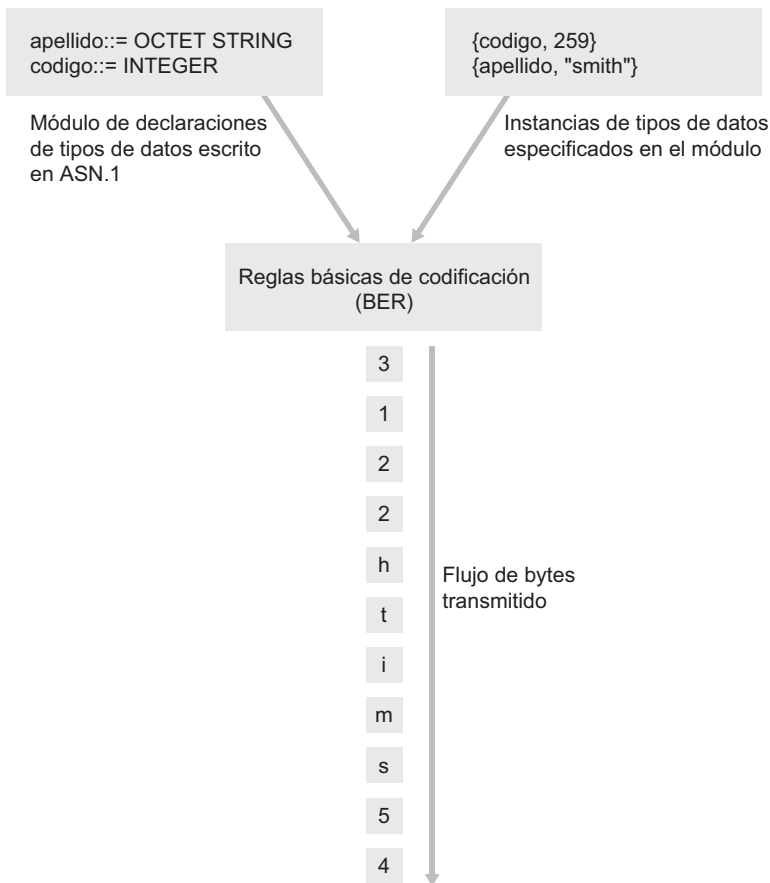 apellido::= OCTET STRING
codigo::= INTEGER
{codigo, 259}
{apellido, "smith"}
Módulo de declaraciones
de tipos de datos escrito
en ASN.1
Instancias de tipos de datos
especificados en el módulo
Reglas básicas de codificación
(BER)
3
1
2
2
h
t
i
m
s
5
4
Flujo de bytes
transmitido